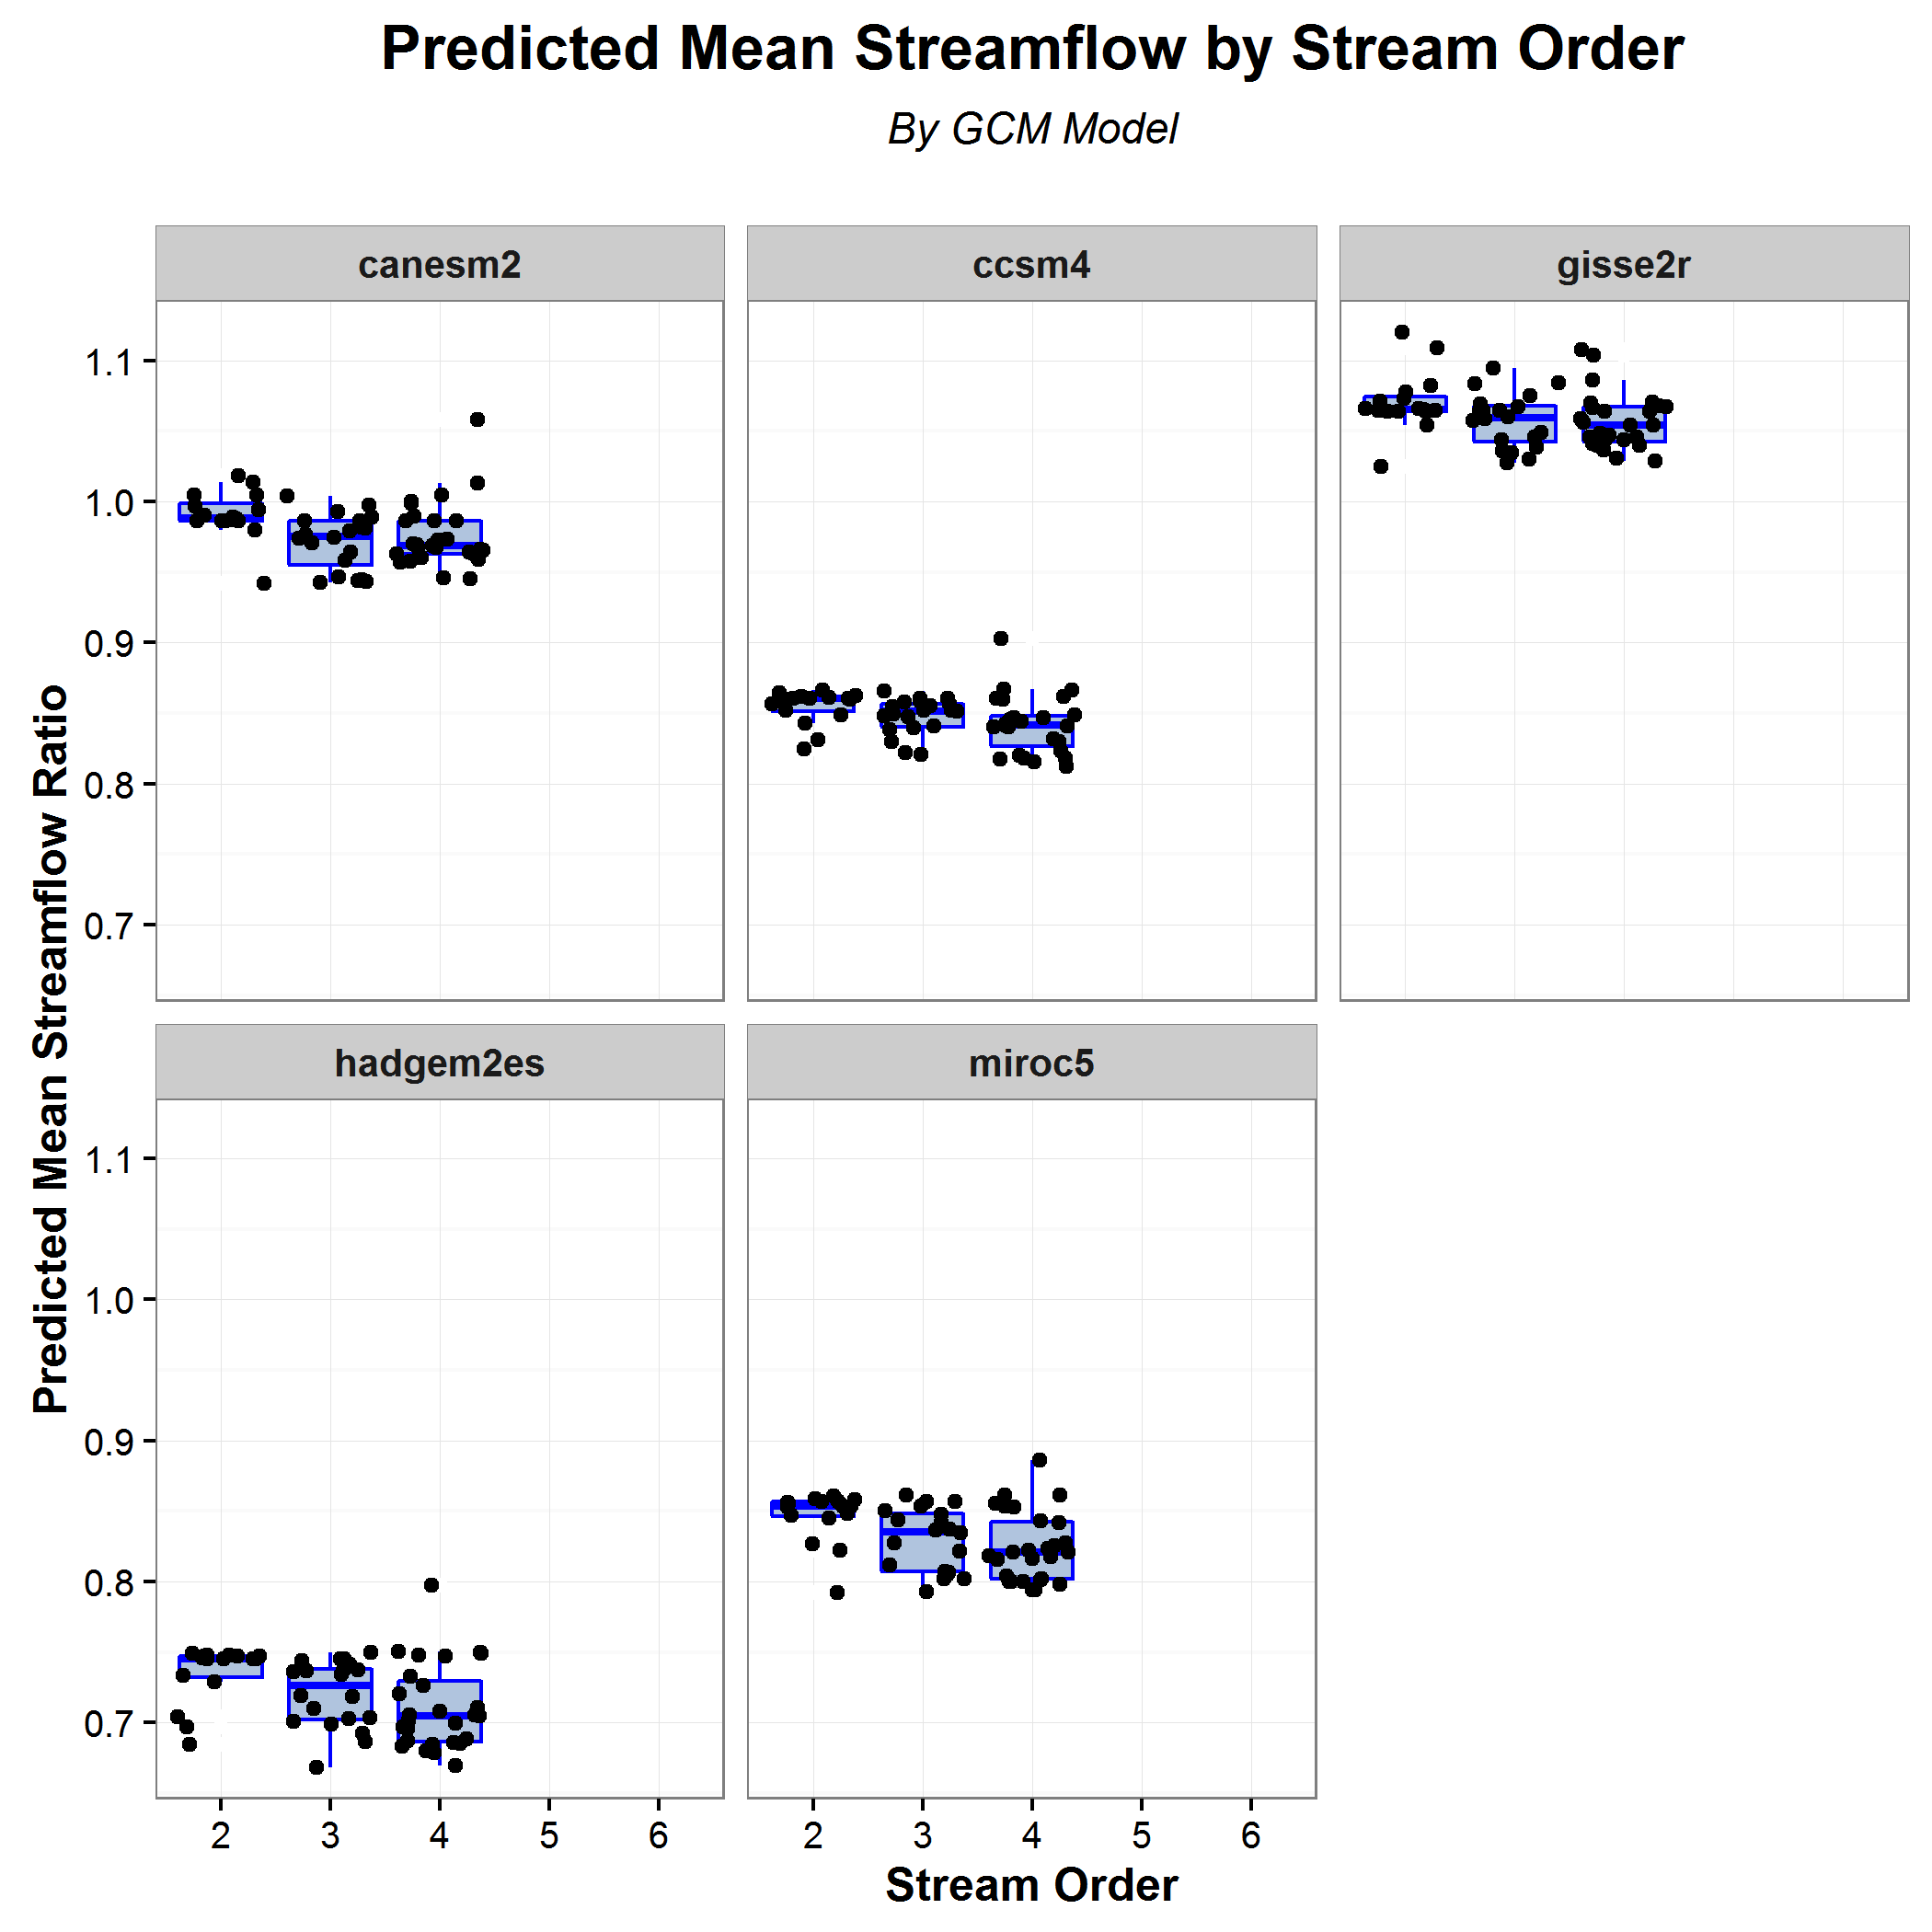 Predicted Mean Streamflow by Stream Order
By GCM Model
canesm2
ccsm4
gisse2r
1.1
1.0
0.9
0.8
0.7
hadgem2es
miroc5
1.1
1.0
0.9
0.8
0.7
2 3 4 5 6
2 3 4 5 6
Stream Order
Predicted Mean Streamflow Ratio